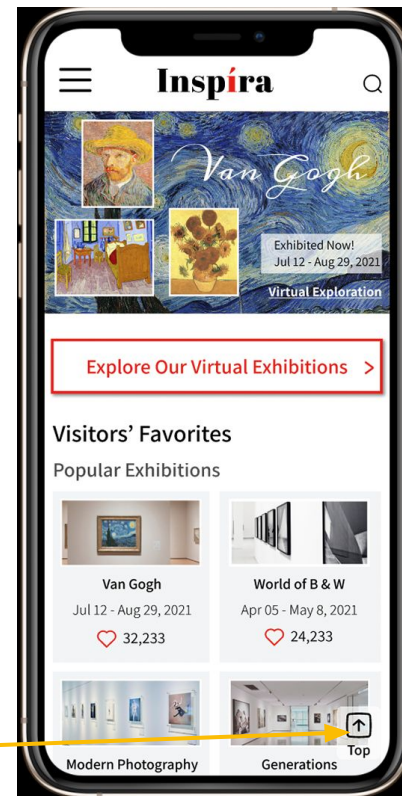 Inspíra
Van Gogh
Exhibited Now!
Jul 12 - Aug 29, 2021
Virtual Exploration
Explore Our Virtual Exhibitions >
Visitors’ Favorites
Popular Exhibitions
Van Gogh
Jul 12 - Aug 29, 2021
32,233
World of B & W
Apr 05 - May 8, 2021
24,233
Modern Photography
Generations
Top